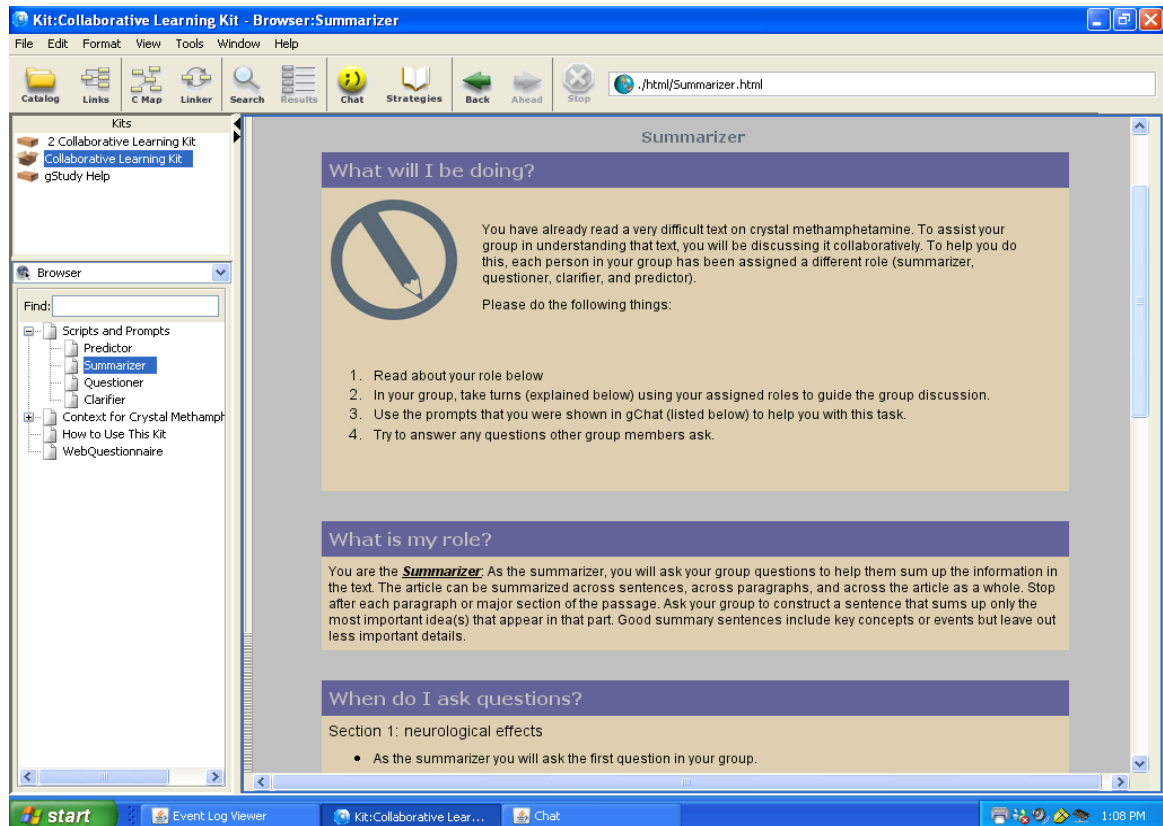 Kit:Collaborative Learning Kit - Browser:Summarizer
File Edit Format View Tools Window Help
Catalog Links C Map Linker Search Results Chat Strategies Back Ahead Stop ./html/Summarizer.html
Kits
2 Collaborative Learning Kit
Collaborative Learning Kit
gStudy Help
Browser
Find:
Scripts and Prompts
Predictor
Summarizer
Questioner
Clarifier
Context for Crystal Methamph
How to Use This Kit
WebQuestionnaire
Summarizer
What will I be doing?
You have already read a very difficult text on crystal methamphetamine. To assist your
group in understanding that text, you will be discussing it collaboratively. To help you do
this, each person in your group has been assigned a different role (summarizer,
questioner, clarifier, and predictor).
Please do the following things:
1. Read about your role below
2. In your group, take turns (explained below) using your assigned roles to guide the group discussion.
3. Use the prompts that you were shown in gChat (listed below) to help you with this task.
4. Try to answer any questions other group members ask.
What is my role?
You are the Summarizer: As the summarizer, you will ask your group questions to help them sum up the information in
the text. The article can be summarized across sentences, across paragraphs, and across the article as a whole. Stop
after each paragraph or major section of the passage. Ask your group to construct a sentence that sums up only the
most important idea(s) that appear in that part. Good summary sentences include key concepts or events but leave out
less important details.
When do I ask questions?
Section 1: neurological effects
• As the summarizer you will ask the first question in your group.
start Event Log Viewer Kit:Collaborative Lear... Chat 1:08 PM